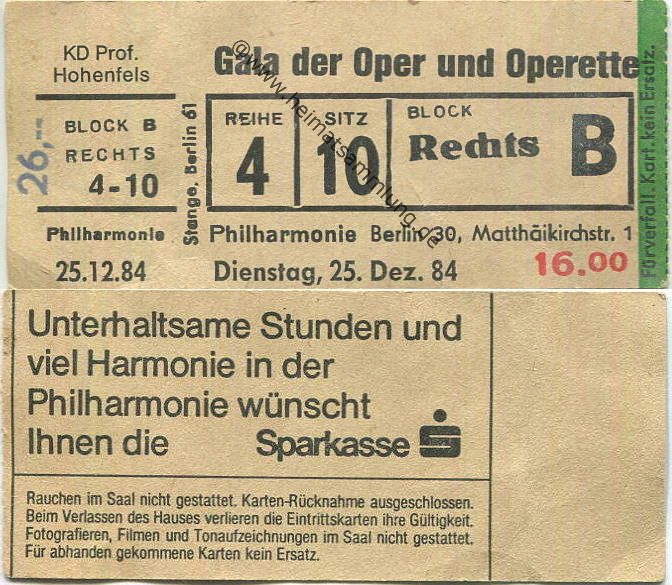 KD Prof.
Hohenfels
26,--
BLOCK B
RECHTS
4-10
Philharmonie
25.12.84
Stange, Berlin 61
Gala der Oper und Operette
REIHE
4
SITZ
10
BLOCK
Rechts
B
Philharmonie Berlin 30, Matthäikirchstr. 1
Dienstag, 25. Dez. 84
16.00
Für verfall. Kart. kein Ersatz.
©www.heimatsammlung.de
Unterhaltsame Stunden und
viel Harmonie in der
Philharmonie wünscht
Ihnen die Sparkasse
Rauchen im Saal nicht gestattet. Karten-Rücknahme ausgeschlossen.
Beim Verlassen des Hauses verlieren die Eintrittskarten ihre Gültigkeit.
Fotografieren, Filmen und Tonaufzeichnungen im Saal nicht gestattet.
Für abhanden gekommene Karten kein Ersatz.